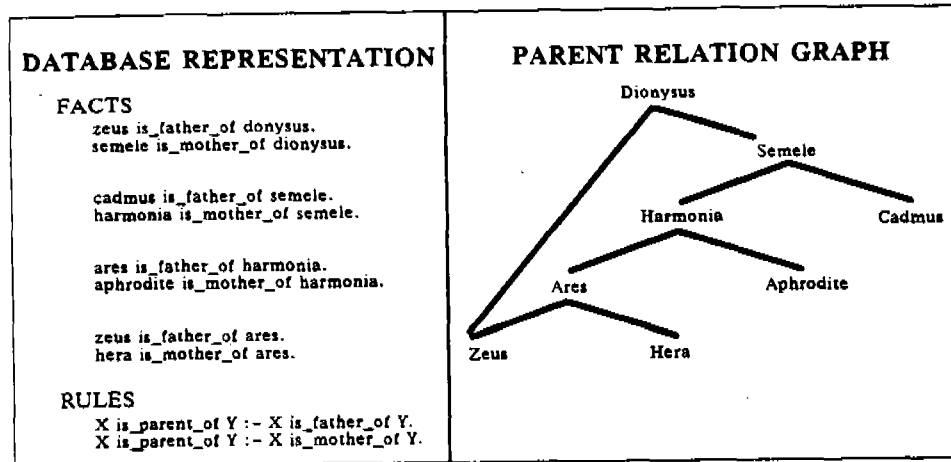 DATABASE REPRESENTATION
FACTS
zeus is_father_of donysus.
semele is_mother_of dionysus.
cadmus is_father_of semele.
harmonia is_mother_of semele.
ares is_father_of harmonia.
aphrodite is_mother_of harmonia.
zeus is_father_of ares.
hera is_mother_of ares.
RULES
X is_parent_of Y :- X is_father_of Y.
X is_parent_of Y :- X is_mother_of Y.
PARENT RELATION GRAPH
Dionysus
Semele
Harmonia
Cadmus
Ares
Aphrodite
Zeus
Hera